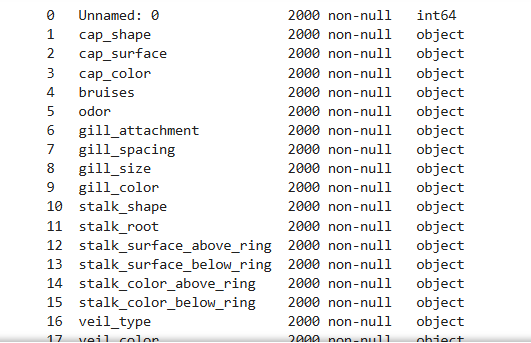 0   Unnamed: 0                2000 non-null   int64
1   cap_shape                 2000 non-null   object
2   cap_surface               2000 non-null   object
3   cap_color                 2000 non-null   object
4   bruises                   2000 non-null   object
5   odor                      2000 non-null   object
6   gill_attachment           2000 non-null   object
7   gill_spacing              2000 non-null   object
8   gill_size                 2000 non-null   object
9   gill_color                2000 non-null   object
10  stalk_shape               2000 non-null   object
11  stalk_root                2000 non-null   object
12  stalk_surface_above_ring  2000 non-null   object
13  stalk_surface_below_ring  2000 non-null   object
14  stalk_color_above_ring    2000 non-null   object
15  stalk_color_below_ring    2000 non-null   object
16  veil_type                 2000 non-null   object
17  veil_color                2000 non-null   object